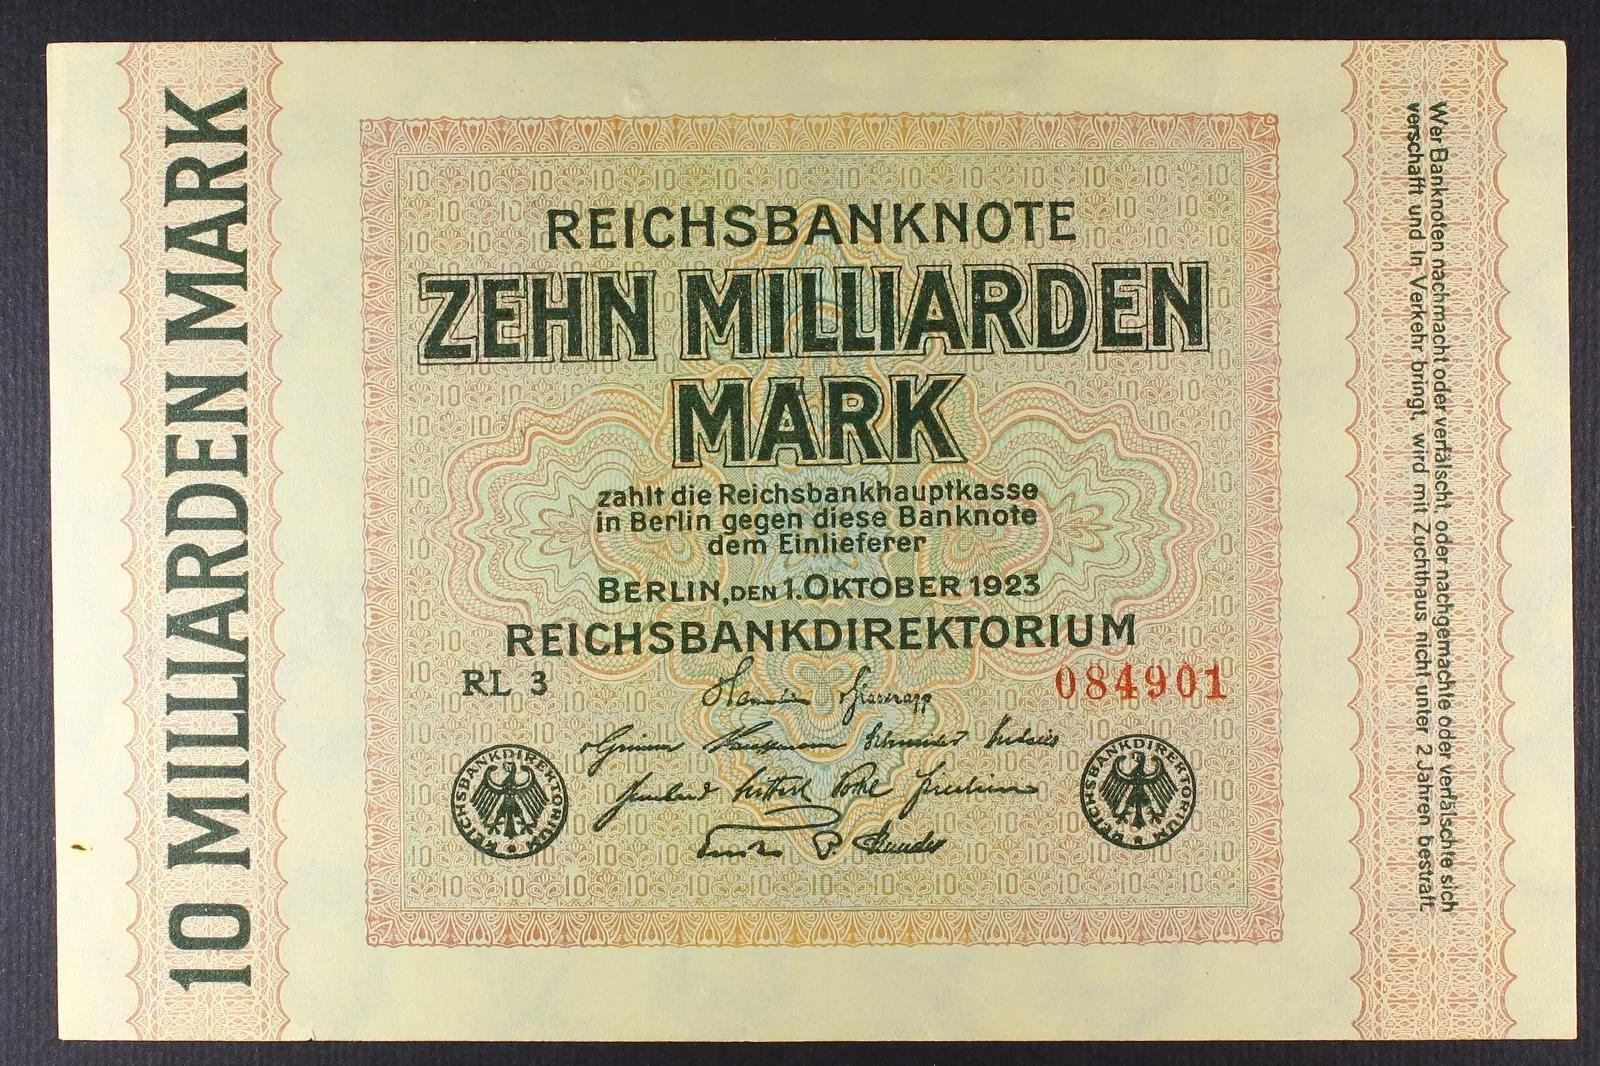 10 MILLIARDEN MARK
REICHSBANKNOTE
ZEHN MILLIARDEN
MARK
zahlt die Reichsbankhauptkasse
in Berlin gegen diese Banknote
dem Einlieferer
BERLIN, DEN 1. OKTOBER 1923
REICHSBANKDIREKTORIUM
RL 3
084901
REICHSBANKDIREKTORIUM
REICHSBANKDIREKTORIUM
Wer Banknoten nachmacht oder verfälscht, oder nachgemachte oder verfälschte sich
verschafft und in Verkehr bringt, wird mit Zuchthaus nicht unter 2 Jahren bestraft.